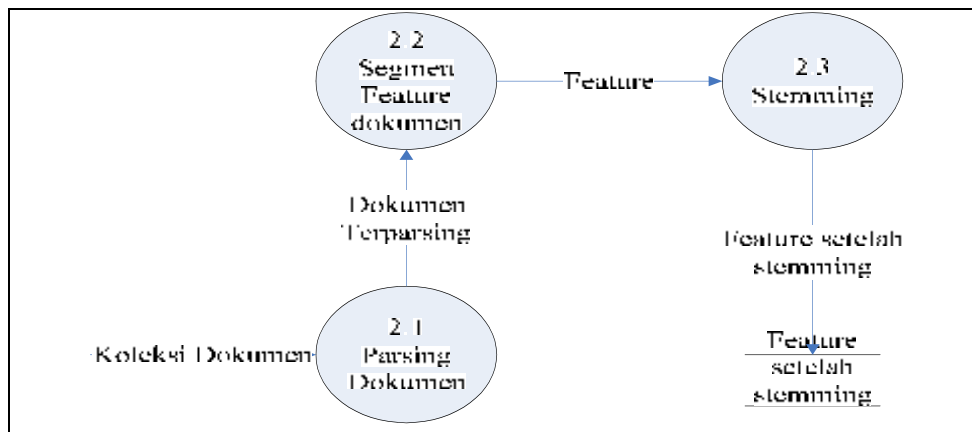 2.2
Segmen
Feature
dokumen
Feature
2.3
Stemming
Dokumen
Terparsing
Feature setelah
stemming
Koleksi Dokumen
2.1
Parsing
Dokumen
Feature
setelah
stemming